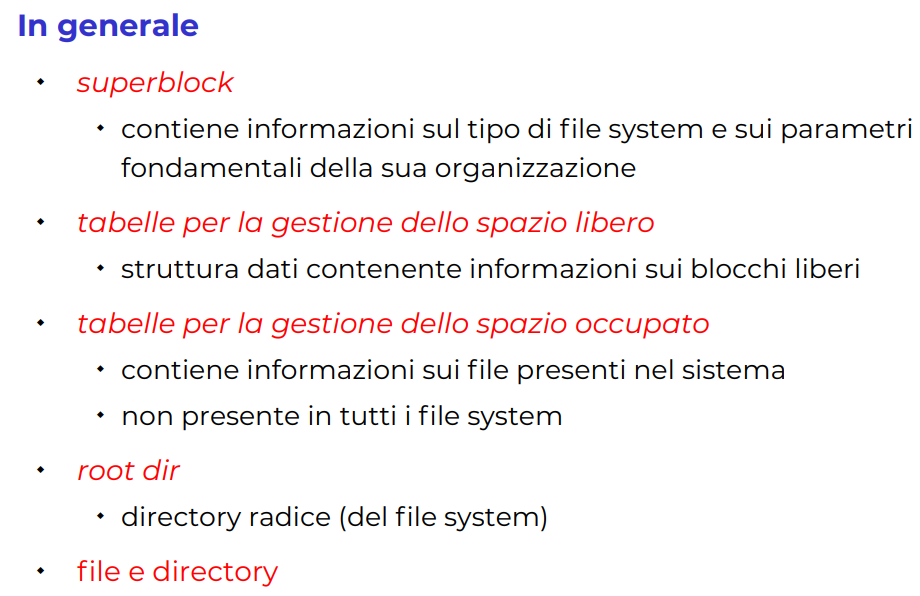 In generale
superblock
contiene informazioni sul tipo di file system e sui parametri
fondamentali della sua organizzazione
tabelle per la gestione dello spazio libero
struttura dati contenente informazioni sui blocchi liberi
tabelle per la gestione dello spazio occupato
contiene informazioni sui file presenti nel sistema
non presente in tutti i file system
root dir
directory radice (del file system)
file e directory